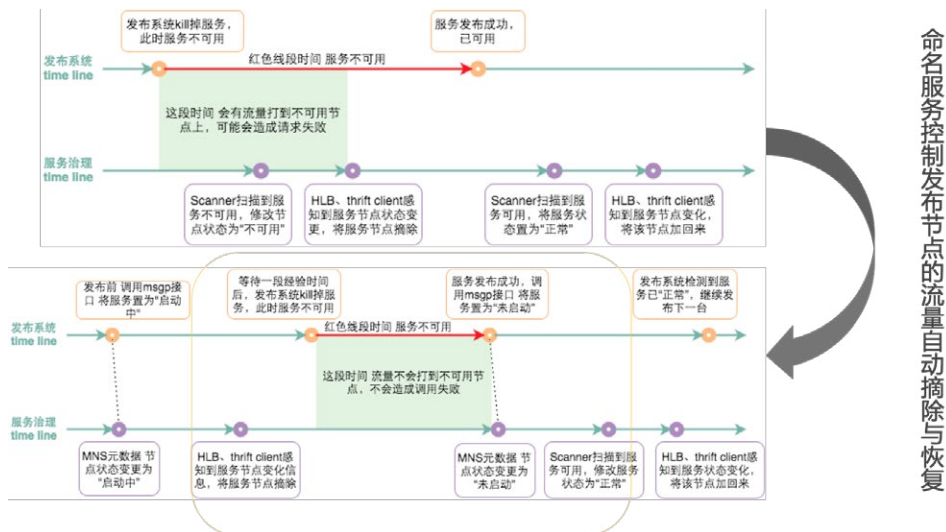 发布系统kill掉服务,
此时服务不可用
服务发布成功,
已可用
发布系统
time line
红色线段时间 服务不可用
这段时间 会有流量打到不可用节
点上，可能会造成请求失败
服务治理
time line
Scanner扫描到服
务不可用，修改节
点状态为"不可用"
HLB、thrift client感
知到服务节点状态变
更，将服务节点摘除
Scanner扫描到服
务可用，将服务状
态置为"正常"
HLB、thrift client感
知到服务节点变化,
将该节点加回来
命名服务控制发布节点的流量自动摘除与恢复
发布前 调用msgp接
口 将服务置为"启动
中"
等待一段经验时间
后，发布系统kill掉服
务，此时服务不可用
服务发布成功，调
用msgp接口 将服
务置为"未启动"
发布系统检测到服
务已"正常"，继续发
布下一台
发布系统
time line
红色线段时间 服务不可用
这段时间 流量不会打到不可用节
点，不会造成调用失败
服务治理
time line
MNS元数据 节
点状态变更为
"启动中"
HLB、thrift client感
知到服务节点变化信
息，将服务节点摘除
MNS元数据 节
点状态变更为
"未启动"
Scanner扫描到服
务可用，修改服务
状态为"正常"
HLB、thrift client感
知到服务状态变化,
将该节点加回来